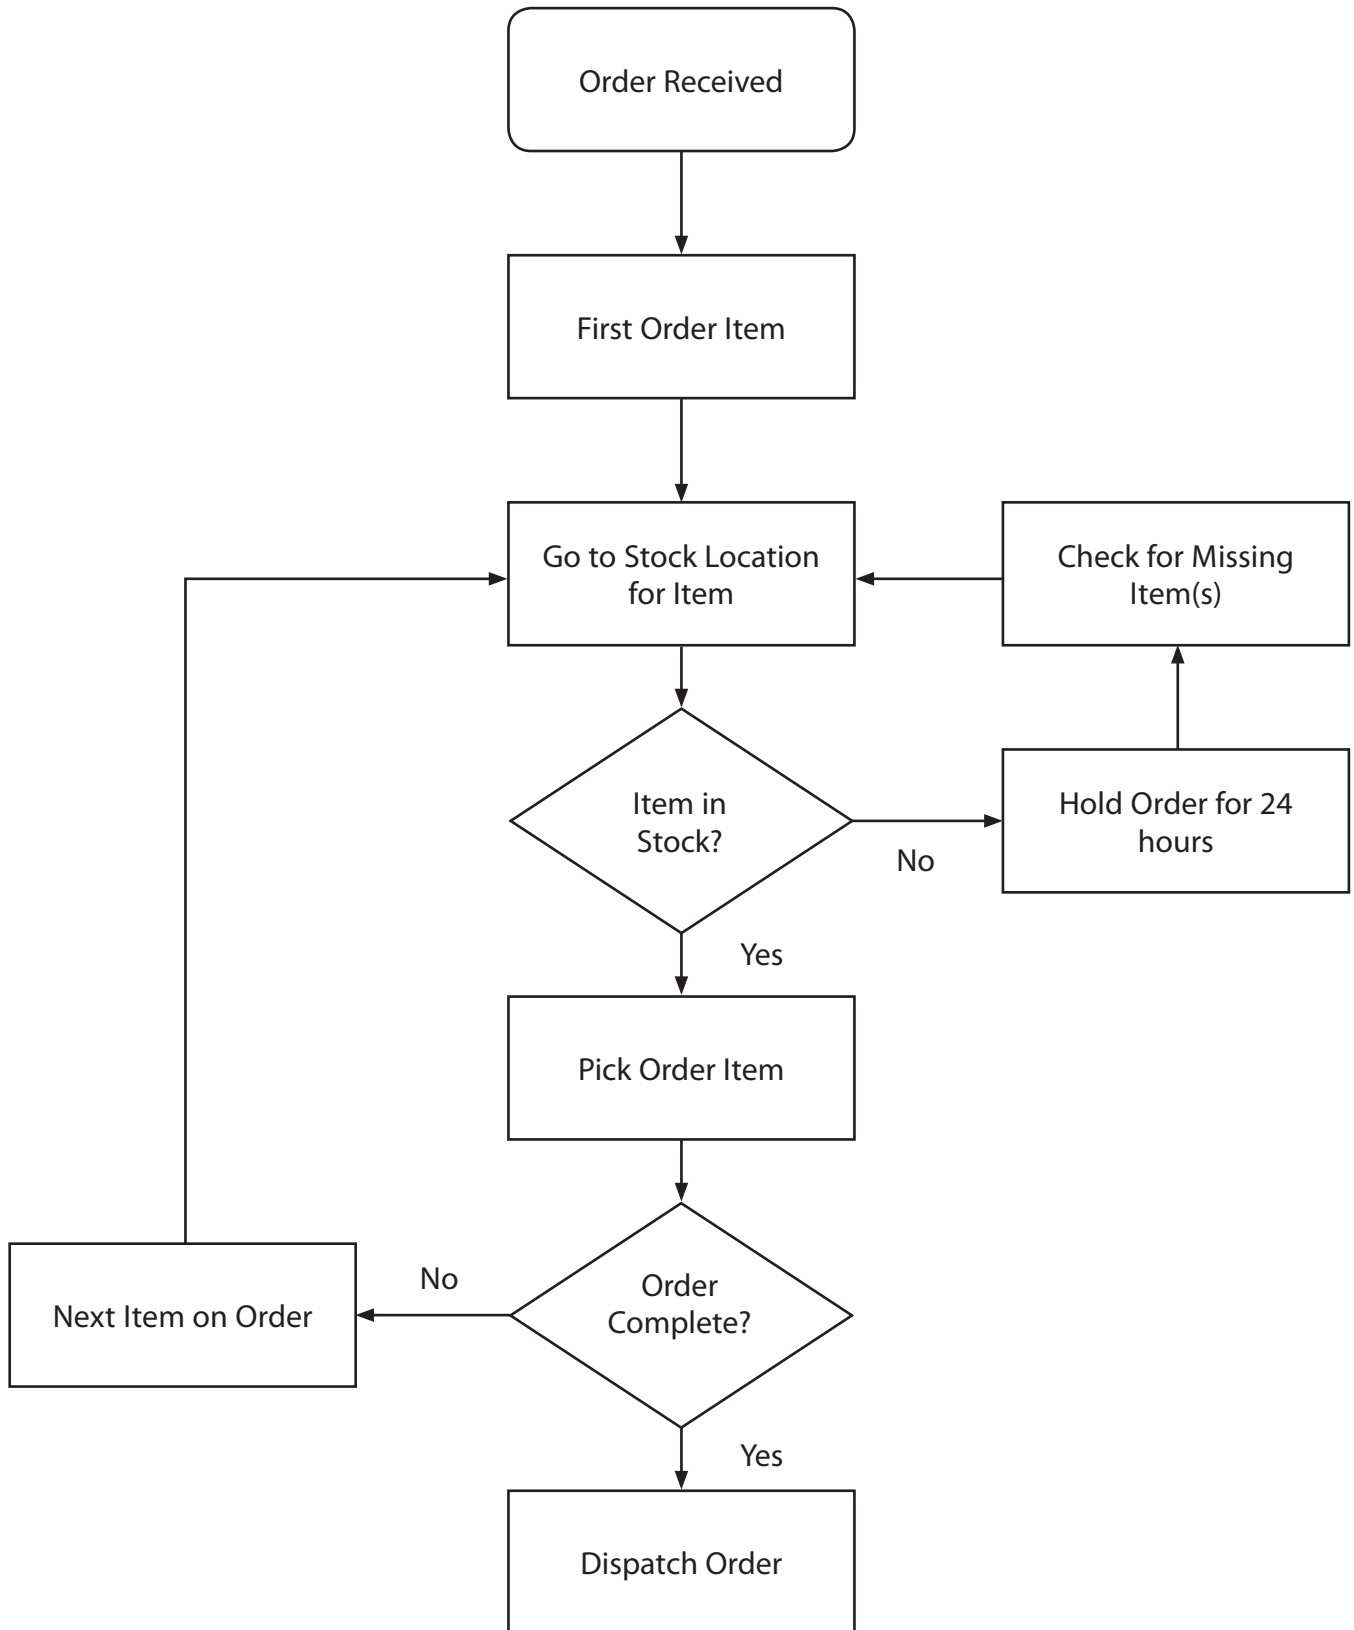 Order Received
First Order Item
Go to Stock Location
for Item
Check for Missing
Item(s)
Item in
Stock?
No
Hold Order for 24
hours
Yes
Pick Order Item
Order
Complete?
No
Next Item on Order
Yes
Dispatch Order